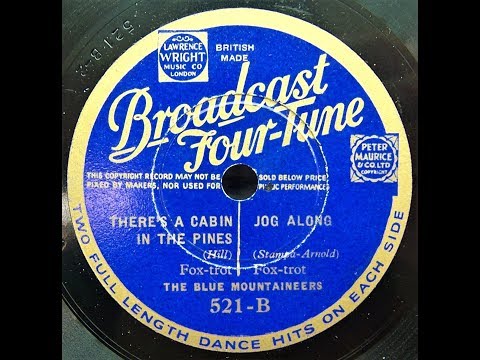 521-B-2
LAWRENCE
WRIGHT
MUSIC CO
LONDON
BRITISH
MADE
Broadcast
Four-Tune
PETER
MAURICE
& CO. LTD
COPYRIGHT
THIS COPYRIGHT RECORD MAY NOT BE SOLD BELOW PRICE
FIXED BY MAKERS, NOR USED FOR PUBLIC PERFORMANCE
THERE'S A CABIN
IN THE PINES
(Hill)
Fox-trot
JOG ALONG
(Stampa-Arnold)
Fox-trot
THE BLUE MOUNTAINEERS
521-B
TWO FULL LENGTH DANCE HITS ON EACH SIDE